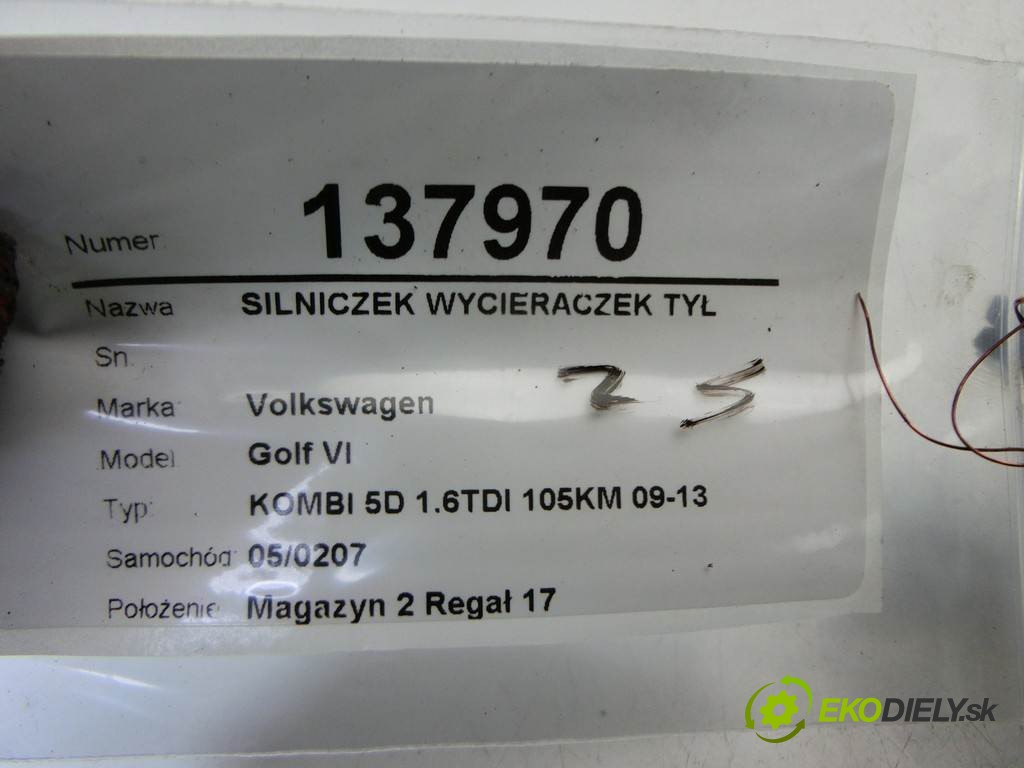 Numer: 137970
Nazwa SILNICZEK WYCIERACZEK TYŁ
Sn:
Marka: Volkswagen
Model Golf VI
Typ: KOMBI 5D 1.6TDI 105KM 09-13
Samochód: 05/0207
Położenie Magazyn 2 Regał 17
25
EKODIELY.sk